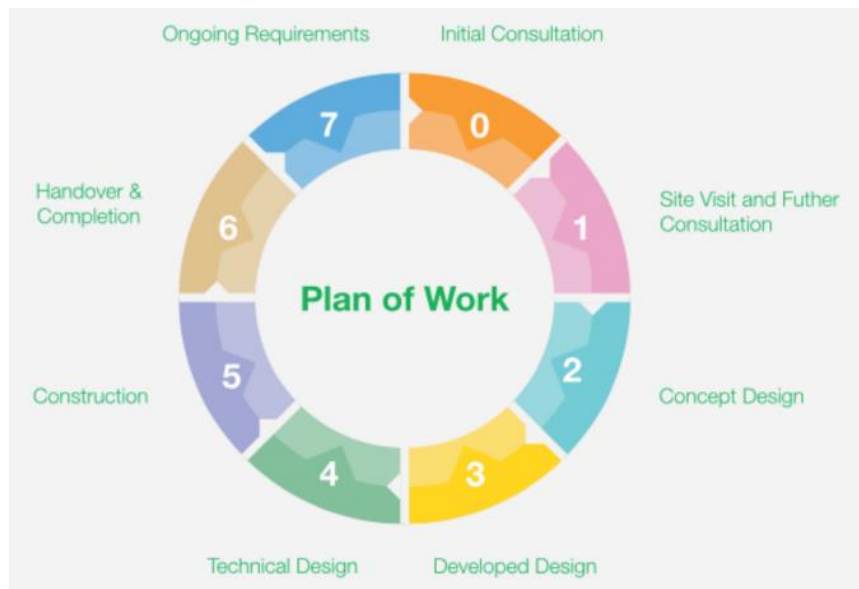 Ongoing Requirements
Initial Consultation
7
0
Handover &
Completion
Site Visit and Futher
Consultation
6
1
Plan of Work
5
2
Construction
Concept Design
4
3
Technical Design
Developed Design